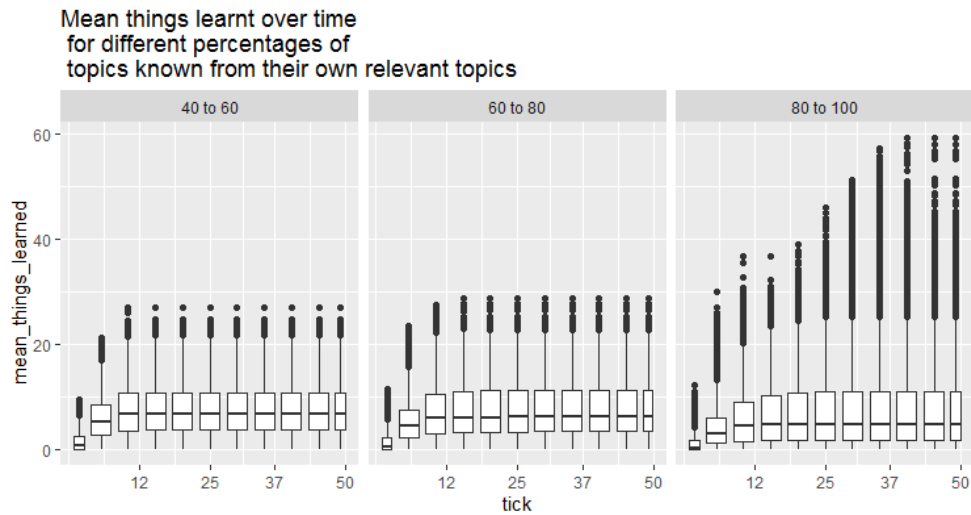 Mean things learnt over time
for different percentages of
topics known from their own relevant topics
40 to 60
60 to 80
80 to 100
mean_things_learned
60
40
20
0
12 25 37 50
12 25 37 50
12 25 37 50
tick